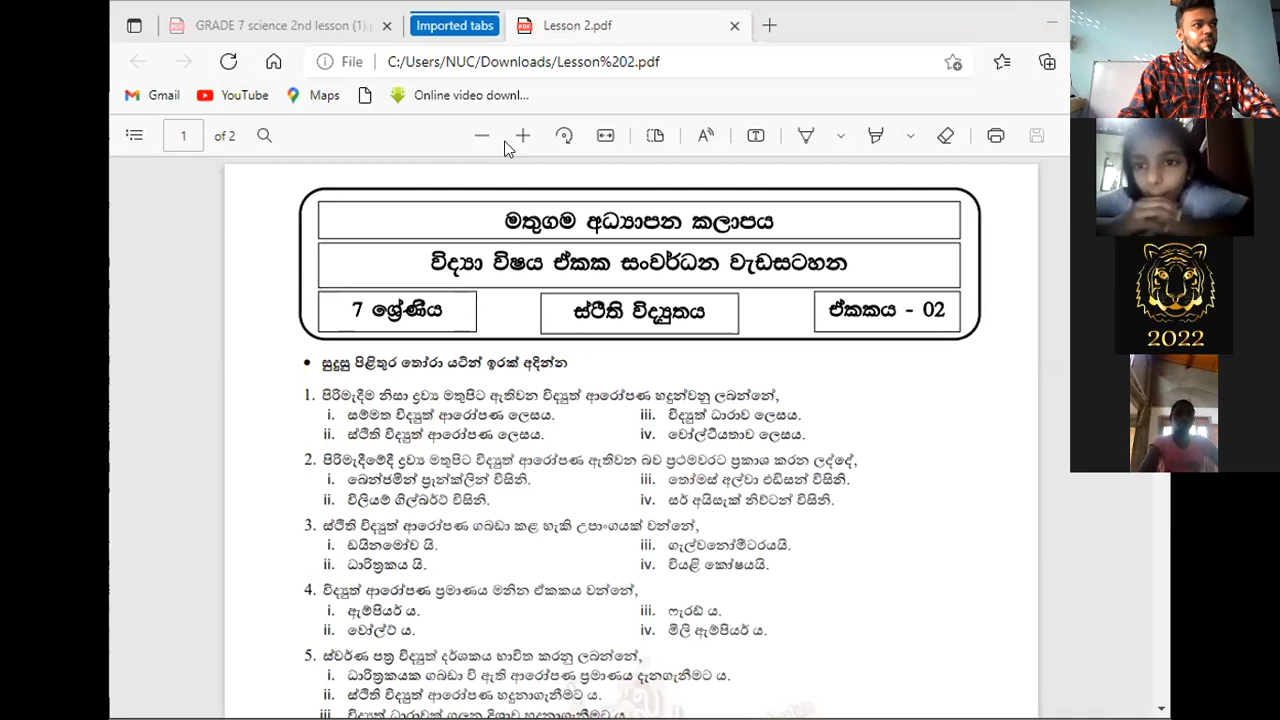 GRADE 7 science 2nd lesson (1).
Imported tabs
Lesson 2.pdf
File
C:/Users/NUC/Downloads/Lesson%202.pdf
Gmail
YouTube
Maps
Online video downl...
1 of 2
මතුගම අධ්‍යාපන කලාපය
විද්‍යා විෂය ඒකක සංවර්ධන වැඩසටහන
7 ශ්‍රේණිය
ස්ථිති විද්‍යුතය
ඒකකය - 02
• සුදුසු පිළිතුර තෝරා යටින් ඉරක් අඳින්න
1. පිරිමැදීම නිසා ද්‍රව්‍ය මතුපිට ඇතිවන විද්‍යුත් ආරෝපණ හඳුන්වනු ලබන්නේ,
i. සම්මත විද්‍යුත් ආරෝපණ ලෙසය.
iii. විද්‍යුත් ධාරාව ලෙසය.
ii. ස්ථිති විද්‍යුත් ආරෝපණ ලෙසය.
iv. වෝල්ටීයතාව ලෙසය.
2. පිරිමැදීමේදී ද්‍රව්‍ය මතුපිට විද්‍යුත් ආරෝපණ ඇතිවන බව ප්‍රථමවරට ප්‍රකාශ කරන ලද්දේ,
i. බෙන්ජමින් ප්‍රෑන්ක්ලින් විසිනි.
iii. තෝමස් අල්වා එඩිසන් විසිනි.
ii. විලියම් ගිල්බර්ට් විසිනි.
iv. සර් අයිසැක් නිව්ටන් විසිනි.
3. ස්ථිති විද්‍යුත් ආරෝපණ ගබඩා කළ හැකි උපාංගයක් වන්නේ,
i. ඩයිනමෝව යි.
iii. ගැල්වනෝමීටරයයි.
ii. ධාරිත්‍රකය යි.
iv. වියළි කෝෂයයි.
4. විද්‍යුත් ආරෝපණ ප්‍රමාණය මනින ඒකකය වන්නේ,
i. ඇම්පියර් ය.
iii. ෆැරඩ් ය.
ii. වෝල්ට් ය.
iv. මිලි ඇම්පියර් ය.
5. ස්වර්ණ පත්‍ර විද්‍යුත් දර්ශකය භාවිත කරනු ලබන්නේ,
i. ධාරිත්‍රකයක ගබඩා වි ඇති ආරෝපණ ප්‍රමාණය දැනගැනීමට ය.
ii. ස්ථිති විද්‍යුත් ආරෝපණ හඳුනාගැනීමට ය.
iii. විද්‍යුත් ධාරාවක් ගලන දිශාව හඳුනාගැනීමට ය.
2022